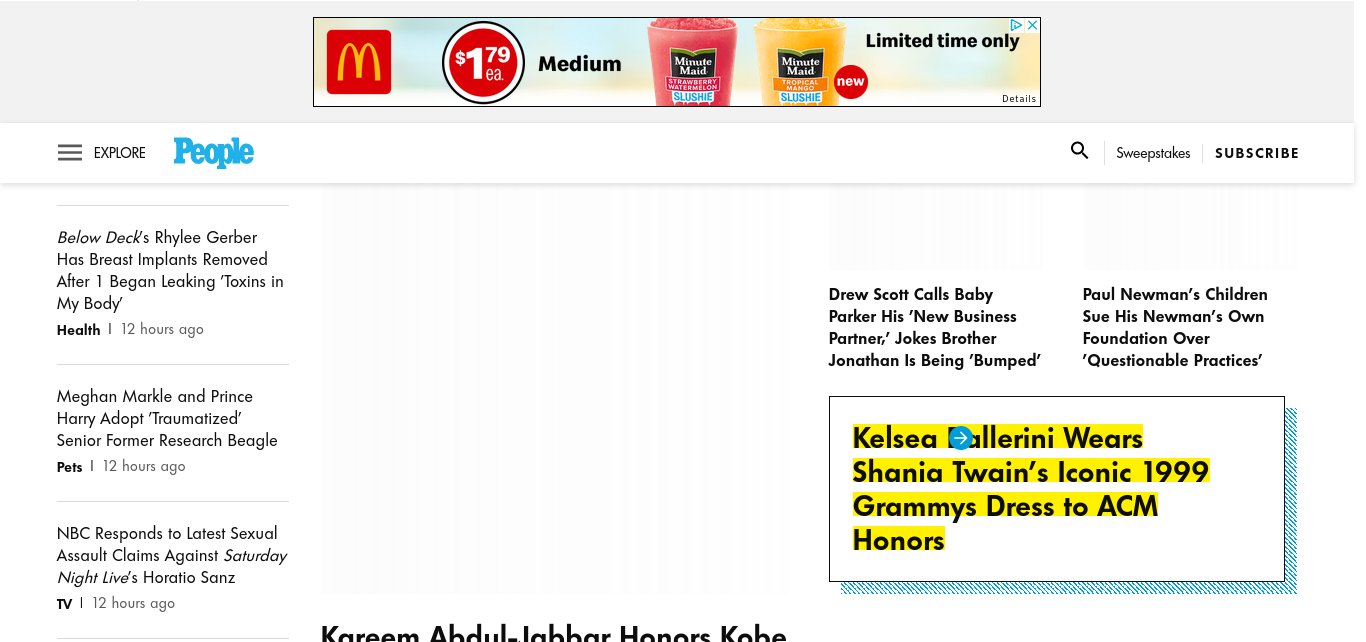 $1.79 ea.
Medium
Minute Maid
STRAWBERRY WATERMELON
SLUSHIE
Minute Maid
TROPICAL MANGO
SLUSHIE
new
Limited time only
Details
EXPLORE
People
Sweepstakes
SUBSCRIBE
Below Deck's Rhylee Gerber
Has Breast Implants Removed
After 1 Began Leaking 'Toxins in
My Body'
Health | 12 hours ago
Meghan Markle and Prince
Harry Adopt 'Traumatized'
Senior Former Research Beagle
Pets | 12 hours ago
NBC Responds to Latest Sexual
Assault Claims Against Saturday
Night Live's Horatio Sanz
TV | 12 hours ago
Kareem Abdul-Jabbar Honors Kobe
Drew Scott Calls Baby
Parker His 'New Business
Partner,' Jokes Brother
Jonathan Is Being 'Bumped'
Paul Newman's Children
Sue His Newman's Own
Foundation Over
'Questionable Practices'
Kelsea Ballerini Wears
Shania Twain's Iconic 1999
Grammys Dress to ACM
Honors